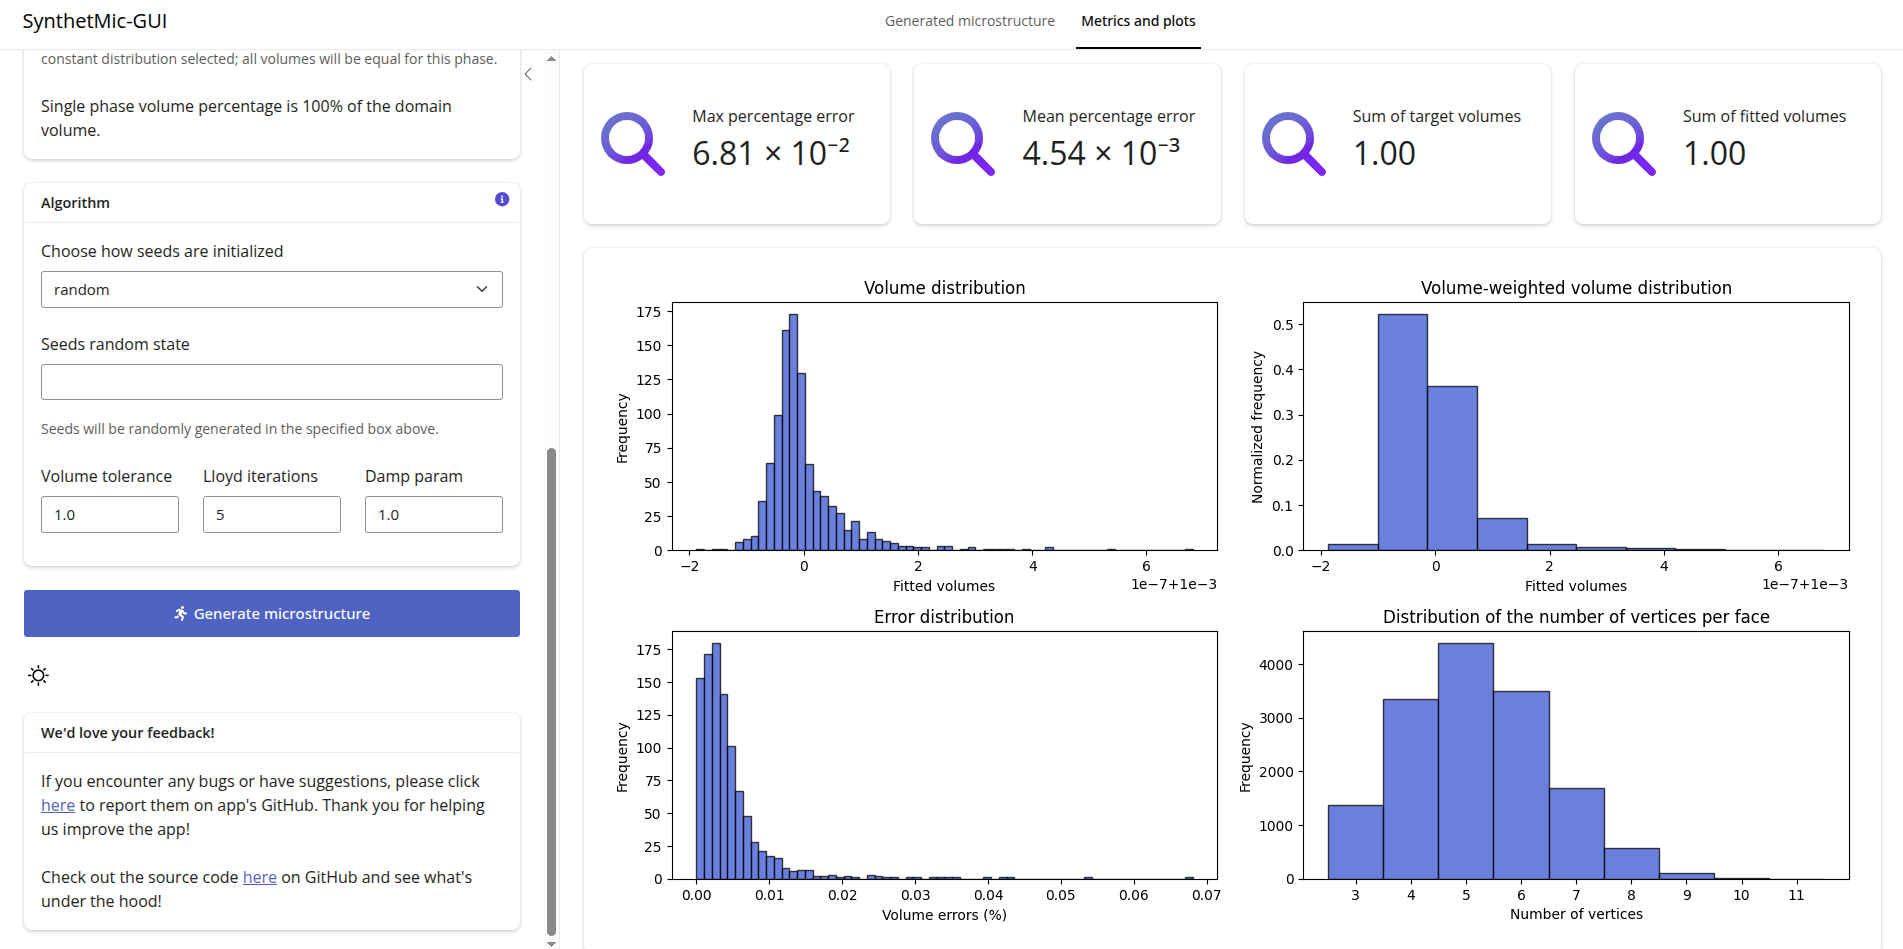 SynthetMic-GUI
Generated microstructure
Metrics and plots
constant distribution selected; all volumes will be equal for this phase.
Single phase volume percentage is 100% of the domain
volume.
Algorithm
Choose how seeds are initialized
random
Seeds random state
Seeds will be randomly generated in the specified box above.
Volume tolerance
Lloyd iterations
Damp param
1.0
5
1.0
Generate microstructure
We'd love your feedback!
If you encounter any bugs or have suggestions, please click
here to report them on app's GitHub. Thank you for helping
us improve the app!
Check out the source code here on GitHub and see what's
under the hood!
Max percentage error
6.81 × 10⁻²
Mean percentage error
4.54 × 10⁻³
Sum of target volumes
1.00
Sum of fitted volumes
1.00
Volume distribution
Frequency
175
150
125
100
75
50
25
0
−2 0 2 4 6
Fitted volumes
1e−7+1e−3
Volume-weighted volume distribution
Normalized frequency
0.5
0.4
0.3
0.2
0.1
0.0
−2 0 2 4 6
Fitted volumes
1e−7+1e−3
Error distribution
Frequency
175
150
125
100
75
50
25
0
0.00 0.01 0.02 0.03 0.04 0.05 0.06 0.07
Volume errors (%)
Distribution of the number of vertices per face
Frequency
4000
3000
2000
1000
0
3 4 5 6 7 8 9 10 11
Number of vertices